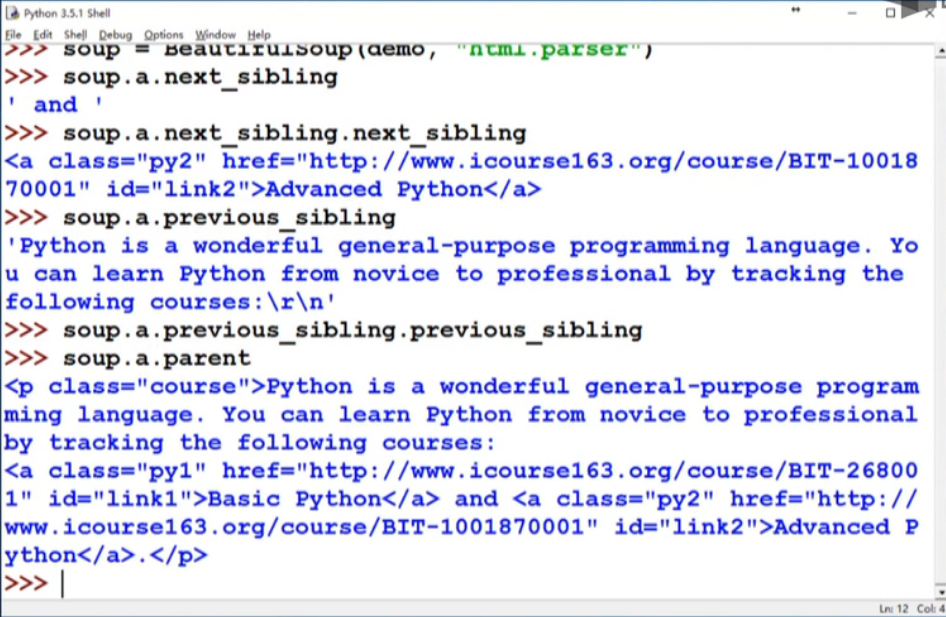 Python 3.5.1 Shell
File Edit Shell Debug Options Window Help
>>> soup = BeautifulSoup(demo, "html.parser")
>>> soup.a.next_sibling
' and '
>>> soup.a.next_sibling.next_sibling
<a class="py2" href="http://www.icourse163.org/course/BIT-10018
70001" id="link2">Advanced Python</a>
>>> soup.a.previous_sibling
'Python is a wonderful general-purpose programming language. Yo
u can learn Python from novice to professional by tracking the
following courses:\r\n'
>>> soup.a.previous_sibling.previous_sibling
>>> soup.a.parent
<p class="course">Python is a wonderful general-purpose program
ming language. You can learn Python from novice to professional
by tracking the following courses:
<a class="py1" href="http://www.icourse163.org/course/BIT-26800
1" id="link1">Basic Python</a> and <a class="py2" href="http://
www.icourse163.org/course/BIT-1001870001" id="link2">Advanced P
ython</a>.</p>
>>>
Ln: 12 Col: 4